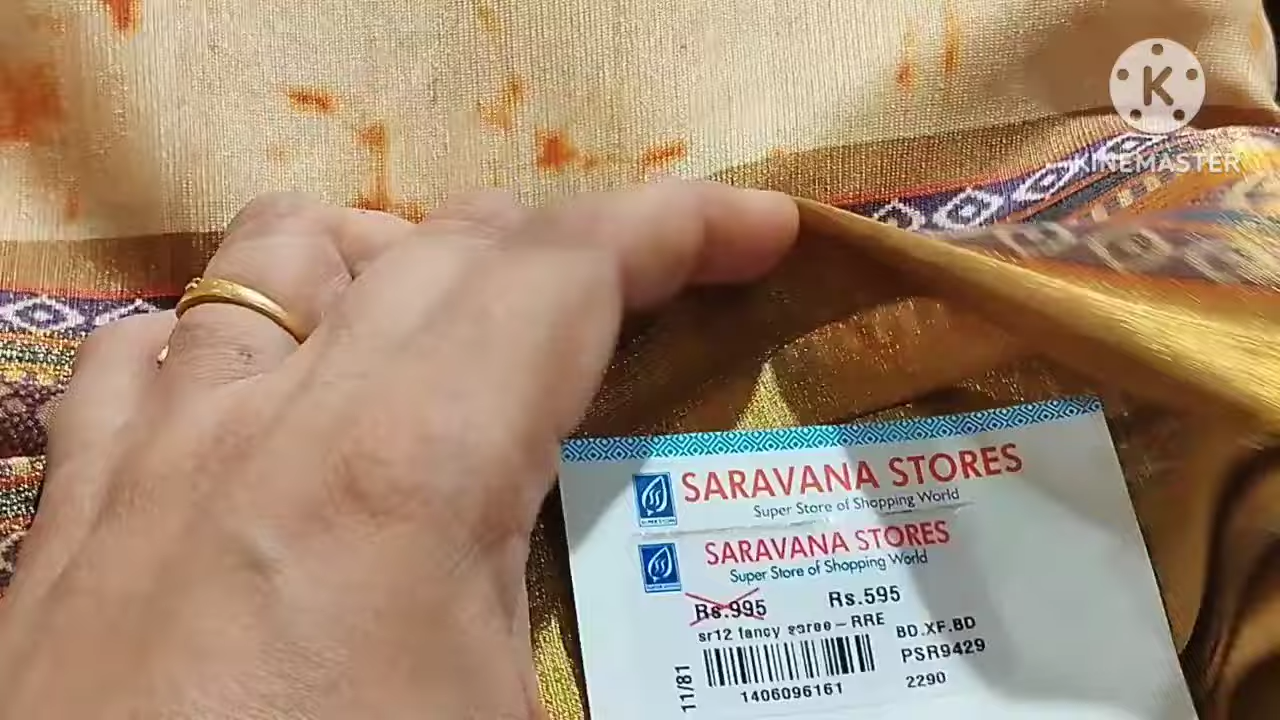 K
KINEMASTER
SARAVANA STORES
Super Store of Shopping World
SARAVANA STORES
Super Store of Shopping World
Rs.995 Rs.595
sr12 fancy saree-RRE
BD.XF.BD
PSR9429
11/81
1406096161
2290